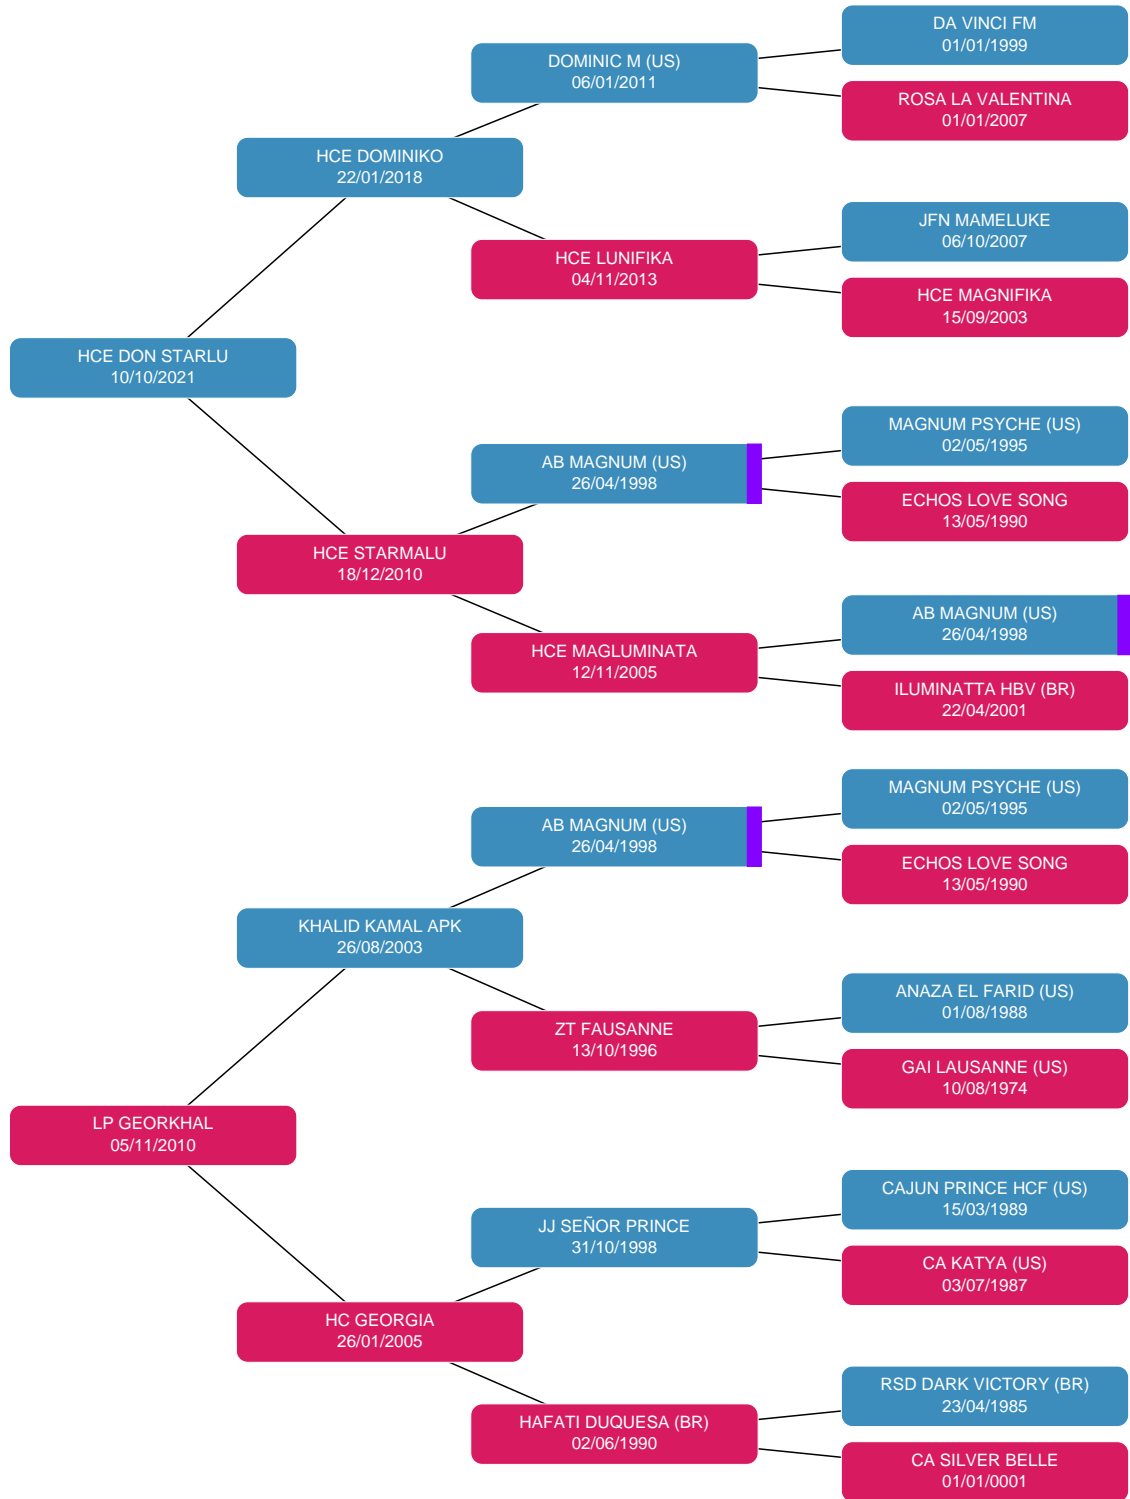 DA VINCI FM
01/01/1999
DOMINIC M (US)
06/01/2011
ROSA LA VALENTINA
01/01/2007
HCE DOMINIKO
22/01/2018
JFN MAMELUKE
06/10/2007
HCE LUNIFIKA
04/11/2013
HCE MAGNIFIKA
15/09/2003
HCE DON STARLU
10/10/2021
MAGNUM PSYCHE (US)
02/05/1995
AB MAGNUM (US)
26/04/1998
ECHOS LOVE SONG
13/05/1990
HCE STARMALU
18/12/2010
AB MAGNUM (US)
26/04/1998
HCE MAGLUMINATA
12/11/2005
ILUMINATTA HBV (BR)
22/04/2001
MAGNUM PSYCHE (US)
02/05/1995
AB MAGNUM (US)
26/04/1998
ECHOS LOVE SONG
13/05/1990
KHALID KAMAL APK
26/08/2003
ANAZA EL FARID (US)
01/08/1988
ZT FAUSANNE
13/10/1996
GAI LAUSANNE (US)
10/08/1974
LP GEORKHAL
05/11/2010
CAJUN PRINCE HCF (US)
15/03/1989
JJ SEÑOR PRINCE
31/10/1998
CA KATYA (US)
03/07/1987
HC GEORGIA
26/01/2005
RSD DARK VICTORY (BR)
23/04/1985
HAFATI DUQUESA (BR)
02/06/1990
CA SILVER BELLE
01/01/0001